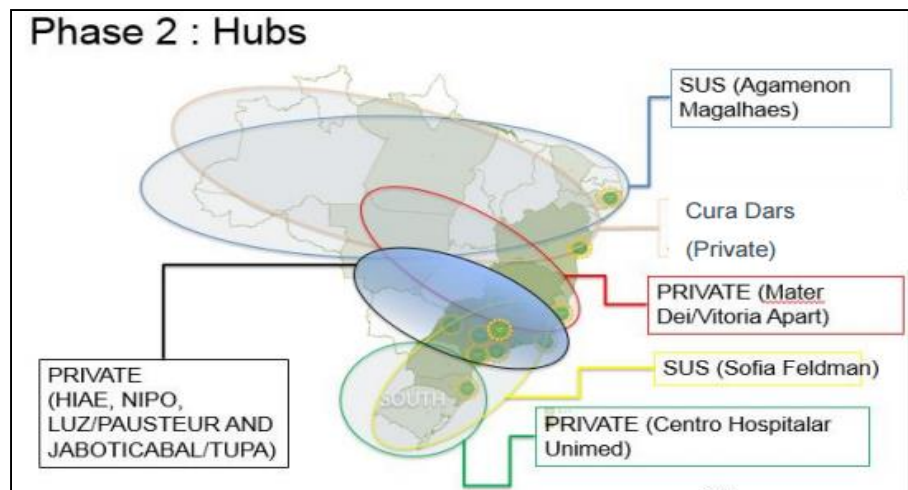 Phase 2 : Hubs
SUS (Agamenon
Magalhaes)
Cura Dars
(Private)
PRIVATE (Mater
Dei/Vitoria Apart)
SUS (Sofia Feldman)
PRIVATE
(HIAE, NIPO,
LUZ/PAUSTEUR AND
JABOTICABAL/TUPA)
SOUTH
PRIVATE (Centro Hospitalar
Unimed)